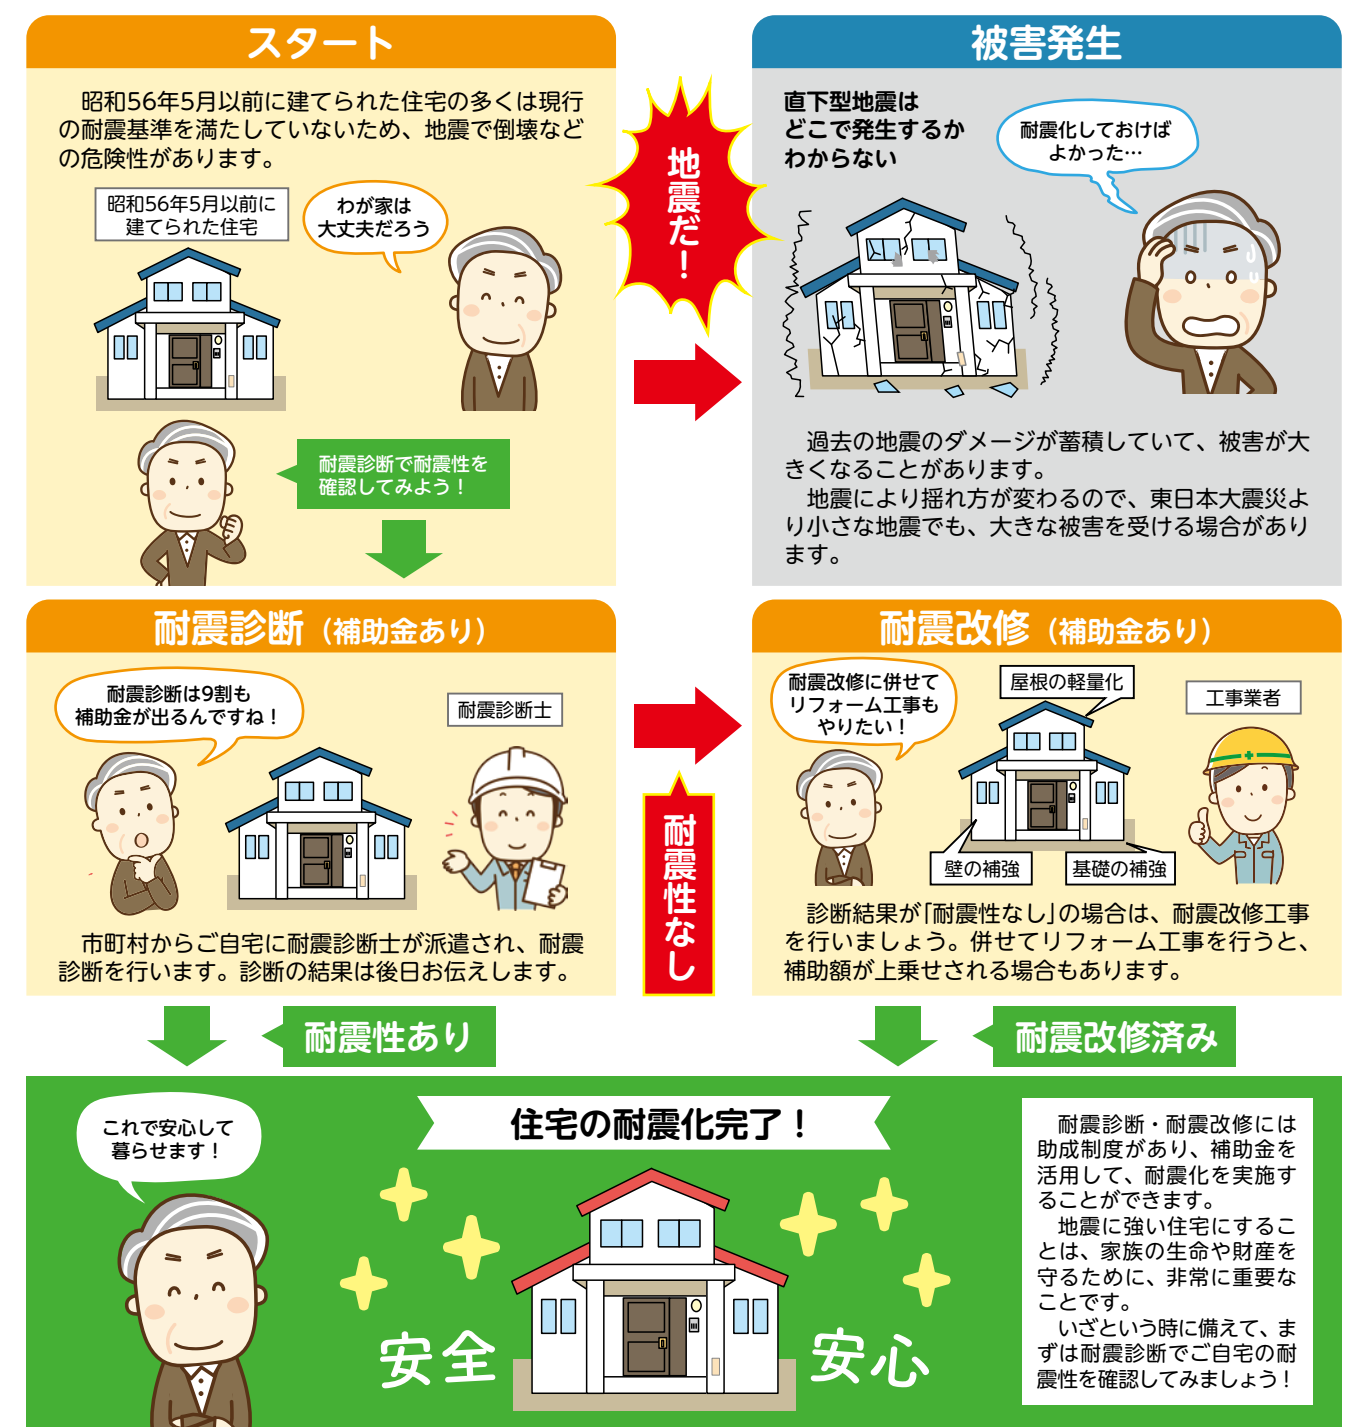 スタート
昭和56年5月以前に建てられた住宅の多くは現行
の耐震基準を満たしていないため、地震で倒壊など
の危険性があります。
昭和56年5月以前に
建てられた住宅
わが家は
大丈夫だろう
耐震診断で耐震性を
確認してみよう！
地震だ！
被害発生
直下型地震は
どこで発生するか
わからない
耐震化しておけば
よかった…
過去の地震のダメージが蓄積していて、被害が大
きくなることがあります。
地震により揺れ方が変わるので、東日本大震災よ
り小さな地震でも、大きな被害を受ける場合があり
ます。
耐震診断（補助金あり）
耐震診断は9割も
補助金が出るんですね！
耐震診断士
市町村からご自宅に耐震診断士が派遣され、耐震
診断を行います。診断の結果は後日お伝えします。
耐震性なし
耐震改修（補助金あり）
耐震改修に併せて
リフォーム工事も
やりたい！
屋根の軽量化
工事業者
壁の補強
基礎の補強
診断結果が「耐震性なし」の場合は、耐震改修工事
を行いましょう。併せてリフォーム工事を行うと、
補助額が上乗せされる場合もあります。
耐震性あり
耐震改修済み
これで安心して
暮らせます！
住宅の耐震化完了！
安全
安心
耐震診断・耐震改修には
助成制度があり、補助金を
活用して、耐震化を実施す
ることができます。
地震に強い住宅にするこ
とは、家族の生命や財産を
守るために、非常に重要な
ことです。
いざという時に備えて、ま
ずは耐震診断でご自宅の耐
震性を確認してみましょう！